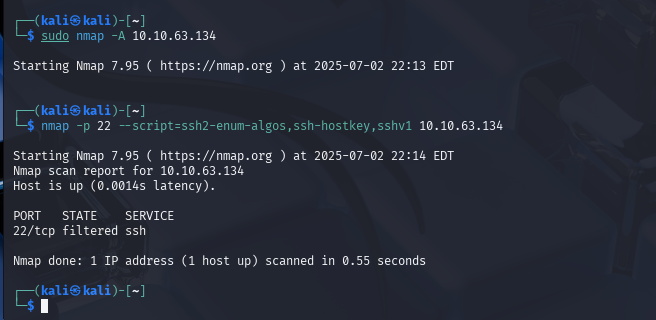 ┌──(kali㉿kali)-[~]
└─$ sudo nmap -A 10.10.63.134
Starting Nmap 7.95 ( https://nmap.org ) at 2025-07-02 22:13 EDT
┌──(kali㉿kali)-[~]
└─$ nmap -p 22 --script=ssh2-enum-algos,ssh-hostkey,sshv1 10.10.63.134
Starting Nmap 7.95 ( https://nmap.org ) at 2025-07-02 22:14 EDT
Nmap scan report for 10.10.63.134
Host is up (0.0014s latency).
PORT   STATE    SERVICE
22/tcp filtered ssh
Nmap done: 1 IP address (1 host up) scanned in 0.55 seconds
┌──(kali㉿kali)-[~]
└─$